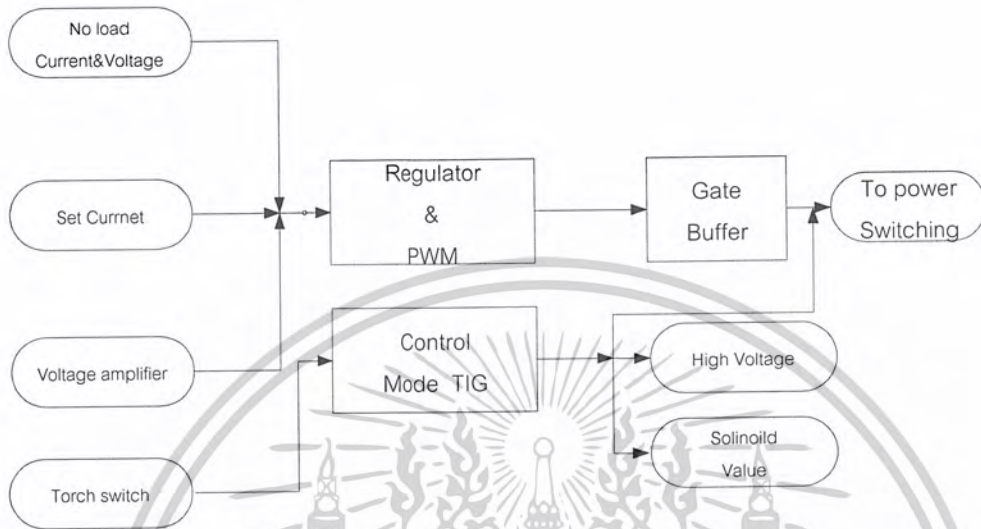 No load
Current&Voltage
Set Currnet
Voltage amplifier
Torch switch
Regulator
&
PWM
Control
Mode TIG
Gate
Buffer
To power
Switching
High Voltage
Solinoild
Value